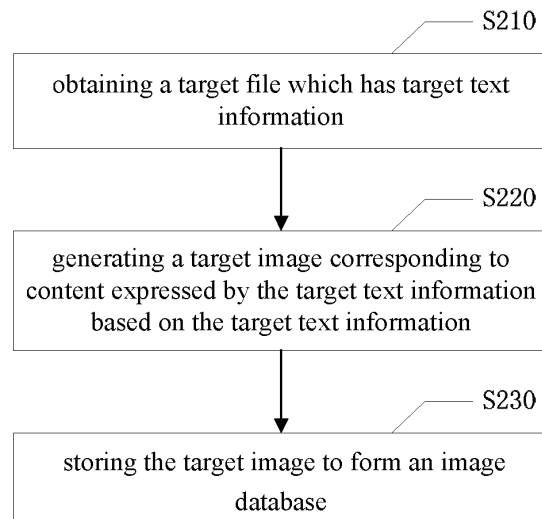 S210
obtaining a target file which has target text
information
S220
generating a target image corresponding to
content expressed by the target text information
based on the target text information
S230
storing the target image to form an image
database